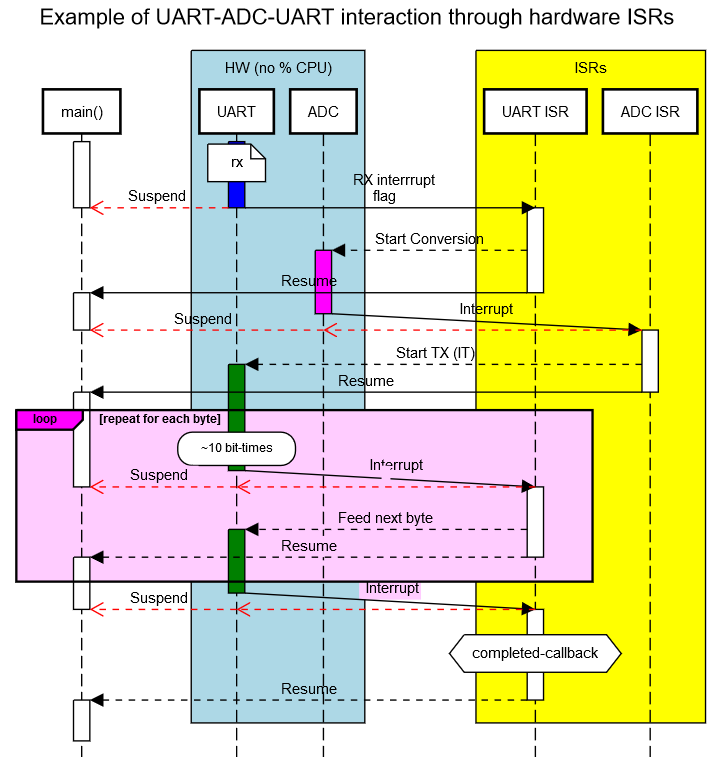 Example of UART-ADC-UART interaction through hardware ISRs
HW (no % CPU)
ISRs
main()
UART
ADC
UART ISR
ADC ISR
rx
RX interrrupt
flag
Suspend
Start Conversion
Resume
Interrupt
Suspend
Start TX (IT)
Resume
loop
[repeat for each byte]
~10 bit-times
Interrupt
Suspend
Feed next byte
Resume
Interrupt
Suspend
completed-callback
Resume